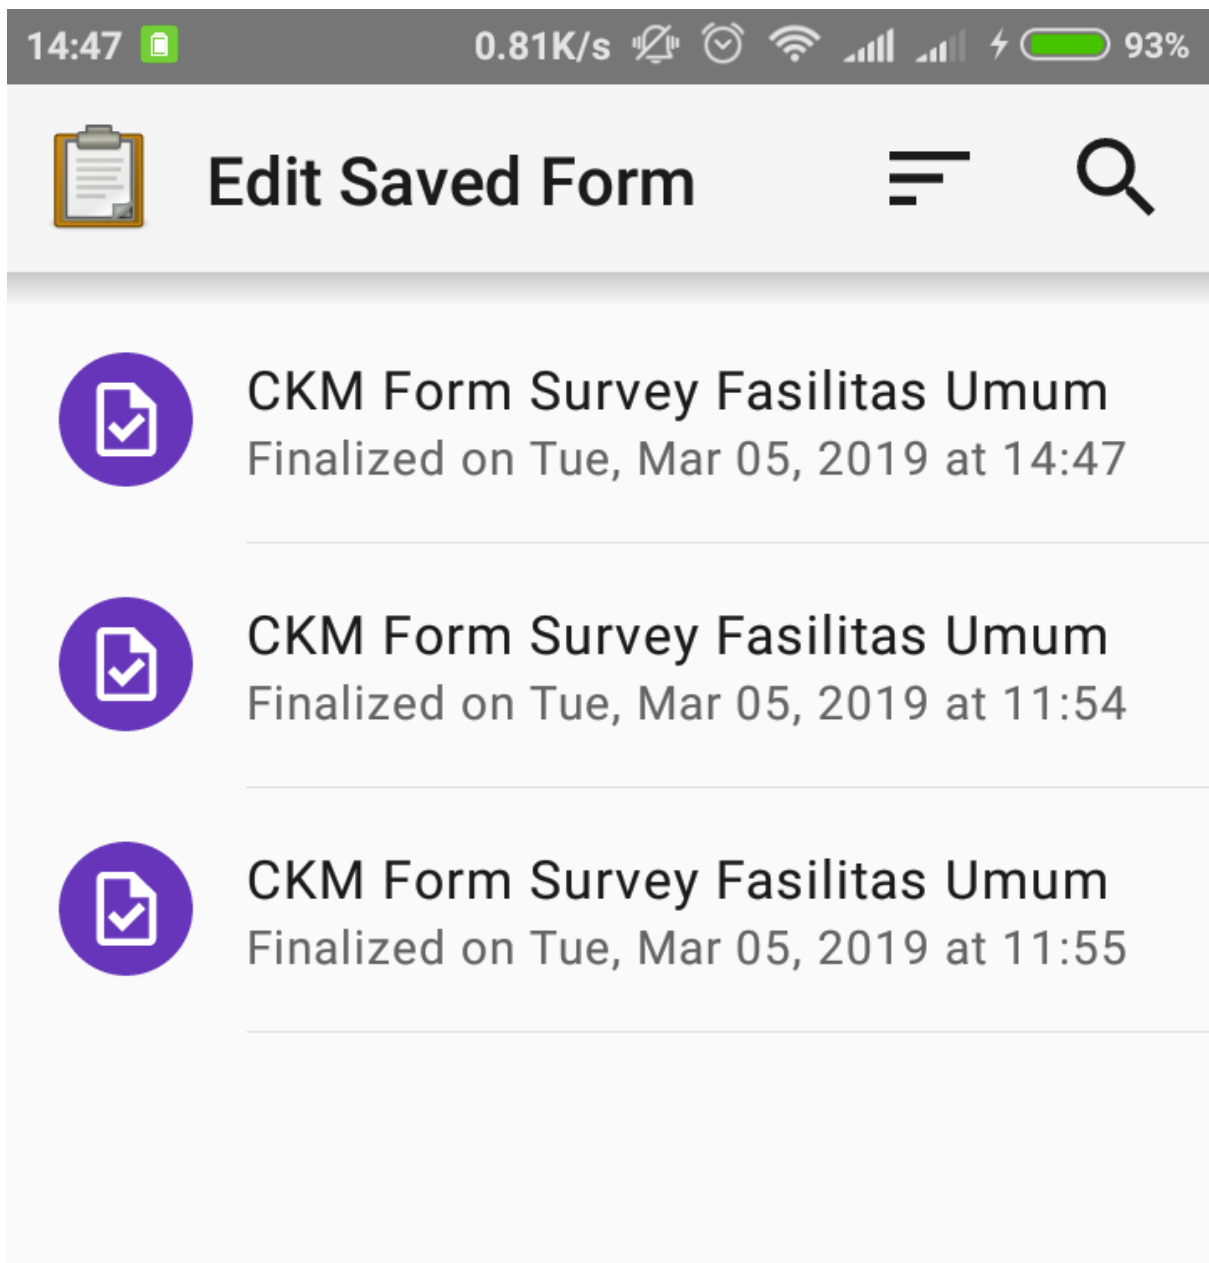 14:47 0.81K/s 93%
Edit Saved Form
CKM Form Survey Fasilitas Umum
Finalized on Tue, Mar 05, 2019 at 14:47
CKM Form Survey Fasilitas Umum
Finalized on Tue, Mar 05, 2019 at 11:54
CKM Form Survey Fasilitas Umum
Finalized on Tue, Mar 05, 2019 at 11:55